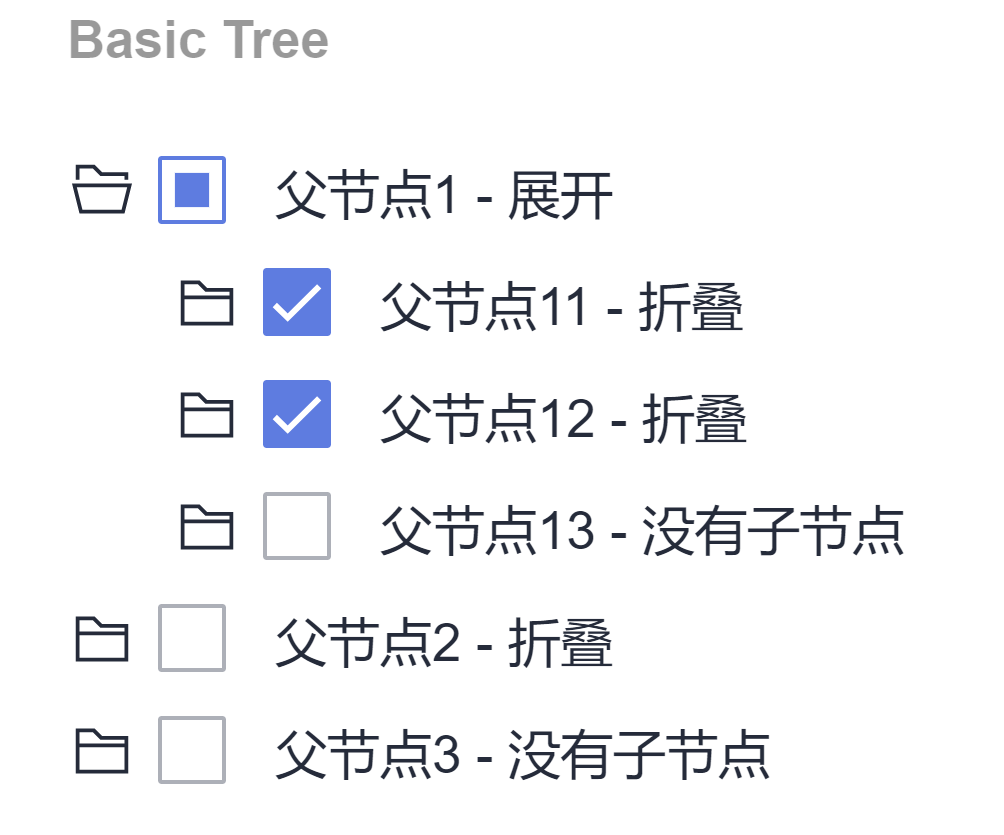 Basic Tree
父节点1 - 展开
父节点11 - 折叠
父节点12 - 折叠
父节点13 - 没有子节点
父节点2 - 折叠
父节点3 - 没有子节点